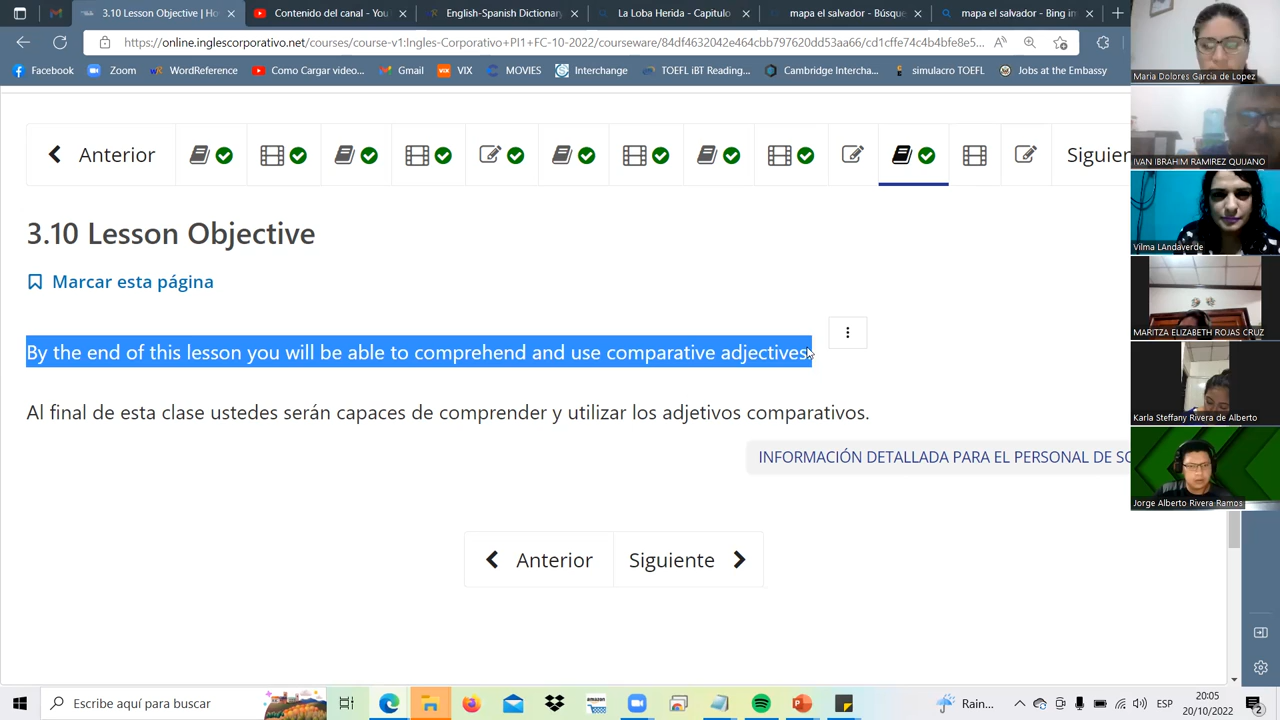 3.10 Lesson Objective | Ho
Contenido del canal - You
English-Spanish Dictionary
La Loba Herida - Capitulo
mapa el salvador - Búsque
mapa el salvador - Bing im
https://online.inglescorporativo.net/courses/course-v1:Ingles-Corporativo+PI1+FC-10-2022/courseware/84df4632042e464cbb797620dd53aa66/cd1cffe74c4b4bfe8e5...
Facebook
Zoom
WordReference
Como Cargar video...
Gmail
VIX
MOVIES
Interchange
TOEFL iBT Reading...
Cambridge Intercha...
simulacro TOEFL
Jobs at the Embassy
Anterior
Siguier
3.10 Lesson Objective
Marcar esta página
By the end of this lesson you will be able to comprehend and use comparative adjectives.
Al final de esta clase ustedes serán capaces de comprender y utilizar los adjetivos comparativos.
INFORMACIÓN DETALLADA PARA EL PERSONAL DE SO
Anterior
Siguiente
Maria Dolores Garcia de Lopez
IVAN IBRAHIM RAMIREZ QUIJANO
Vilma LAndaverde
MARITZA ELIZABETH ROJAS CRUZ
Karla Steffany Rivera de Alberto
Jorge Alberto Rivera Ramos
Escribe aquí para buscar
Rain...
ESP
20:05
20/10/2022
2